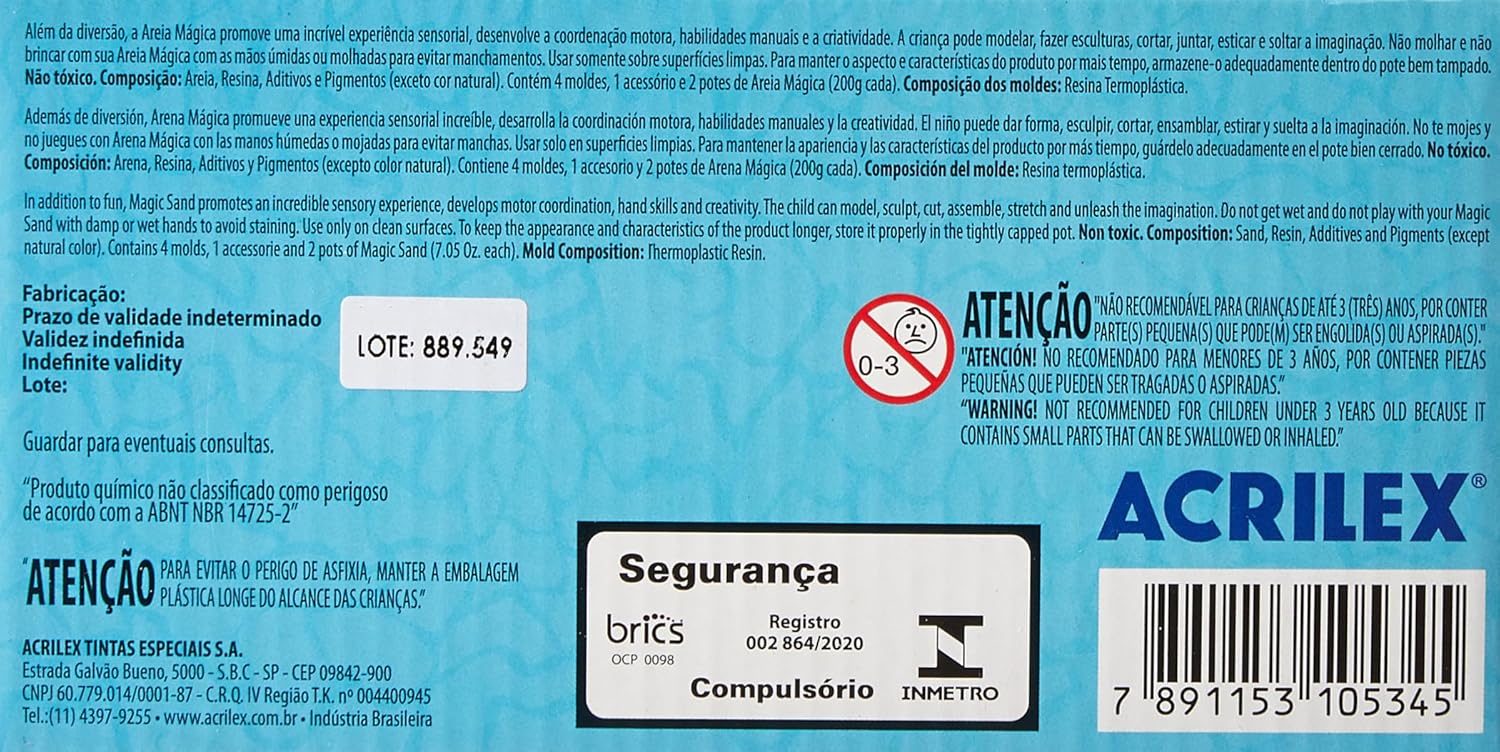 Além da diversão, a Areia Mágica promove uma incrível experiência sensorial, desenvolve a coordenação motora, habilidades manuais e a criatividade. A criança pode modelar, fazer esculturas, cortar, juntar, esticar e soltar a imaginação. Não molhar e não
brincar com sua Areia Mágica com as mãos úmidas ou molhadas para evitar manchamentos. Usar somente sobre superfícies limpas. Para manter o aspecto e características do produto por mais tempo, armazene-o adequadamente dentro do pote bem tampado.
Não tóxico. Composição: Areia, Resina, Aditivos e Pigmentos (exceto cor natural). Contém 4 moldes, 1 acessório e 2 potes de Areia Mágica (200g cada). Composição dos moldes: Resina Termoplástica.
Además de diversión, Arena Mágica promueve una experiencia sensorial increíble, desarrolla la coordinación motora, habilidades manuales y la creatividad. El niño puede dar forma, esculpir, cortar, ensamblar, estirar y suelta a la imaginación. No te mojes y
no juegues con Arena Mágica con las manos húmedas o mojadas para evitar manchas. Usar solo en superficies limpias. Para mantener la apariencia y las características del producto por más tiempo, guárdelo adecuadamente en el pote bien cerrado. No tóxico.
Composición: Arena, Resina, Aditivos y Pigmentos (excepto color natural). Contiene 4 moldes, 1 accesorio y 2 potes de Arena Mágica (200g cada). Composición del molde: Resina termoplástica.
In addition to fun, Magic Sand promotes an incredible sensory experience, develops motor coordination, hand skills and creativity. The child can model, sculpt, cut, assemble, stretch and unleash the imagination. Do not get wet and do not play with your Magic
Sand with damp or wet hands to avoid staining. Use only on clean surfaces. To keep the appearance and characteristics of the product longer, store it properly in the tightly capped pot. Non toxic. Composition: Sand, Resin, Additives and Pigments (except
natural color). Contains 4 molds, 1 accessorie and 2 pots of Magic Sand (7.05 Oz. each). Mold Composition: Thermoplastic Resin.
Fabricação:
Prazo de validade indeterminado
Validez indefinida
Indefinite validity
Lote:
LOTE: 889.549
Guardar para eventuais consultas.
"Produto químico não classificado como perigoso
de acordo com a ABNT NBR 14725-2"
"ATENÇÃO PARA EVITAR O PERIGO DE ASFIXIA, MANTER A EMBALAGEM
PLÁSTICA LONGE DO ALCANCE DAS CRIANÇAS."
ACRILEX TINTAS ESPECIAIS S.A.
Estrada Galvão Bueno, 5000 - S.B.C - SP - CEP 09842-900
CNPJ 60.779.014/0001-87 - C.R.Q. IV Região T.K. nº 004400945
Tel.:(11) 4397-9255 • www.acrilex.com.br • Indústria Brasileira
0-3
ATENÇÃO "NÃO RECOMENDÁVEL PARA CRIANÇAS DE ATÉ 3 (TRÊS) ANOS, POR CONTER
PARTE(S) PEQUENA(S) QUE PODE(M) SER ENGOLIDA(S) OU ASPIRADA(S)."
"ATENCIÓN! NO RECOMENDADO PARA MENORES DE 3 AÑOS, POR CONTENER PIEZAS
PEQUEÑAS QUE PUEDEN SER TRAGADAS O ASPIRADAS."
"WARNING! NOT RECOMMENDED FOR CHILDREN UNDER 3 YEARS OLD BECAUSE IT
CONTAINS SMALL PARTS THAT CAN BE SWALLOWED OR INHALED."
ACRILEX®
Segurança
brics
OCP 0098
Registro
002 864/2020
Compulsório
INMETRO
7 891153 105345